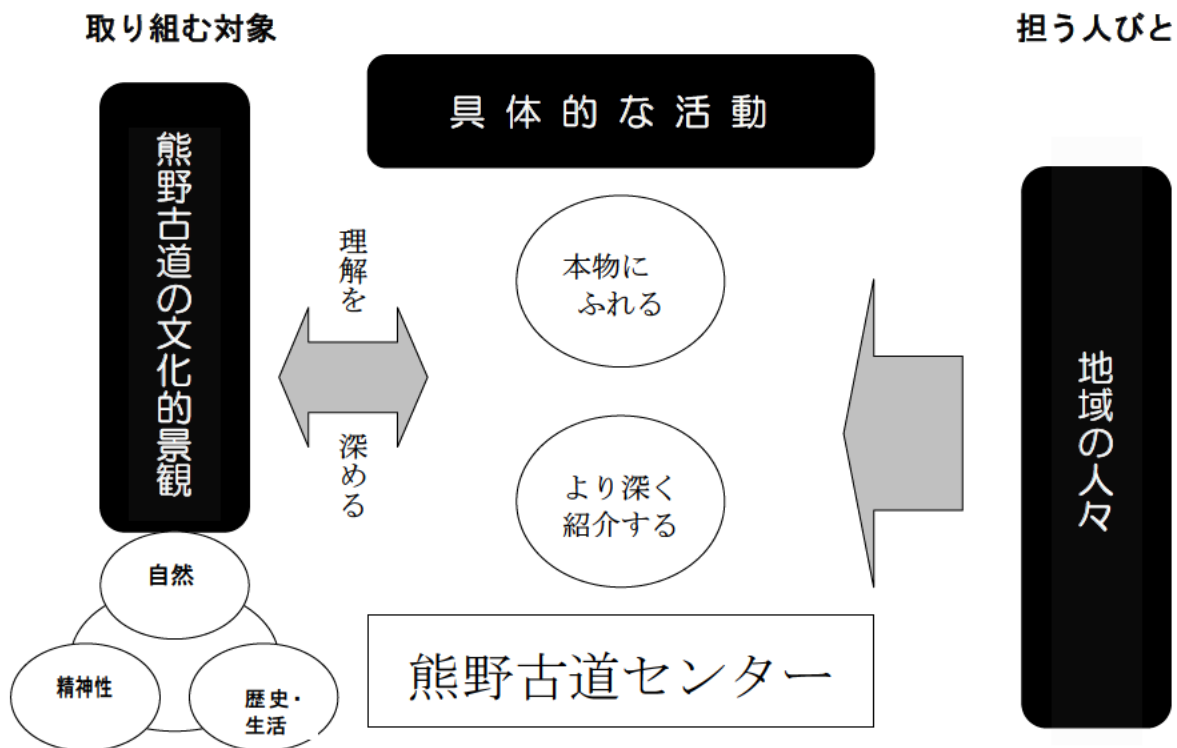 取り組む対象
担う人びと
具体的な活動
熊野古道の文化的景観
理解を
深める
本物に
ふれる
より深く
紹介する
地域の人々
自然
精神性
歴史・
生活
熊野古道センター